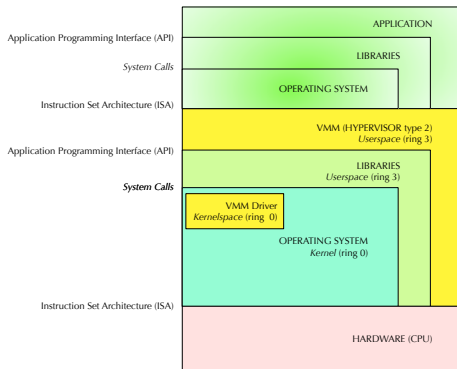 APPLICATION
Application Programming Interface (API)
LIBRARIES
System Calls
OPERATING SYSTEM
Instruction Set Architecture (ISA)
VMM (HYPERVISOR type 2)
Userspace (ring 3)
Application Programming Interface (API)
LIBRARIES
Userspace (ring 3)
System Calls
VMM Driver
Kernelspace (ring 0)
OPERATING SYSTEM
Kernel (ring 0)
Instruction Set Architecture (ISA)
HARDWARE (CPU)